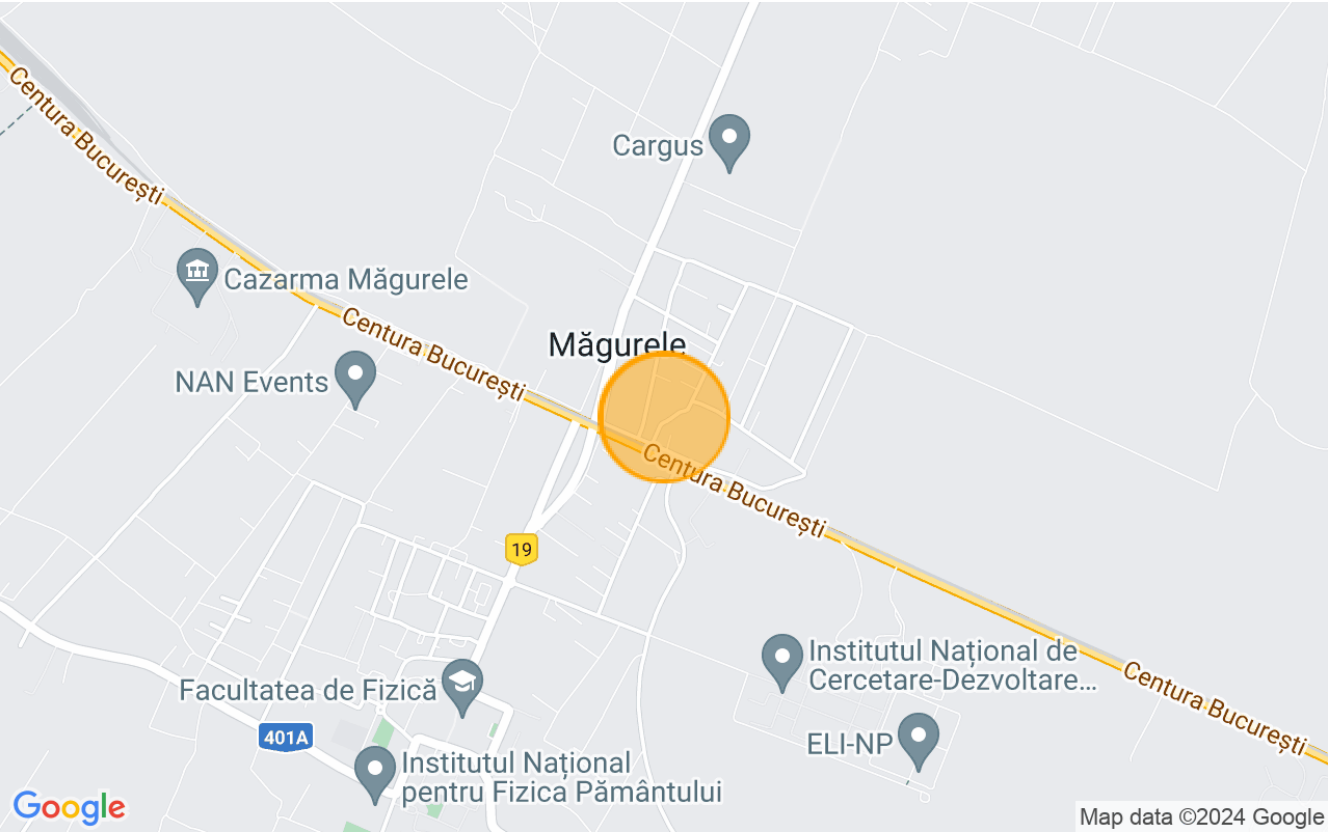 Centura București
Cargus
Cazarma Măgurele
Centura București
Măgurele
NAN Events
Centura București
19
Institutul Național de
Cercetare-Dezvoltare...
Facultatea de Fizică
Centura București
401A
ELI-NP
Institutul Național
pentru Fizica Pământului
Google
Map data ©2024 Google